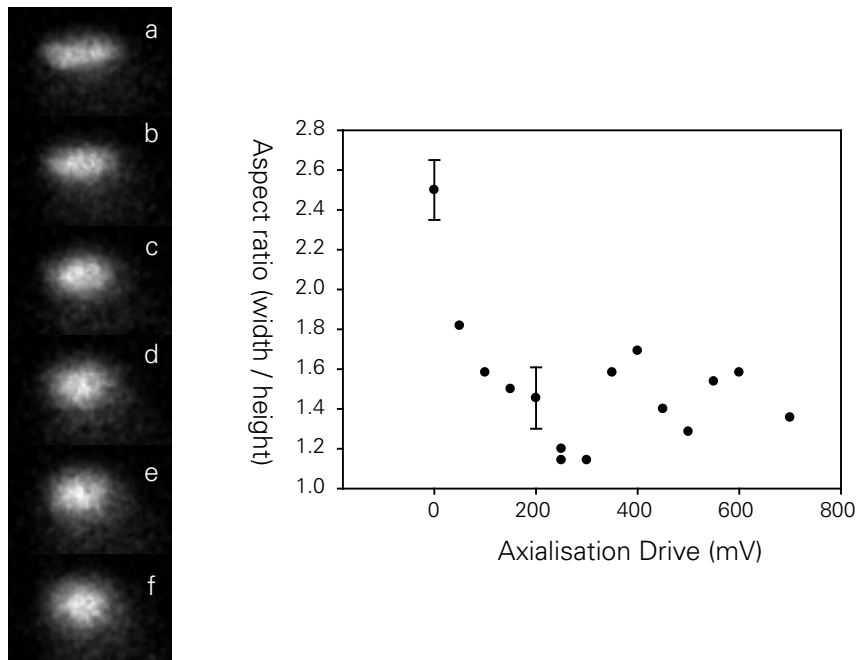 a
b
c
d
e
f
Aspect ratio (width / height)
2.8
2.6
2.4
2.2
2.0
1.8
1.6
1.4
1.2
1.0
0
200
400
600
800
Axialisation Drive (mV)